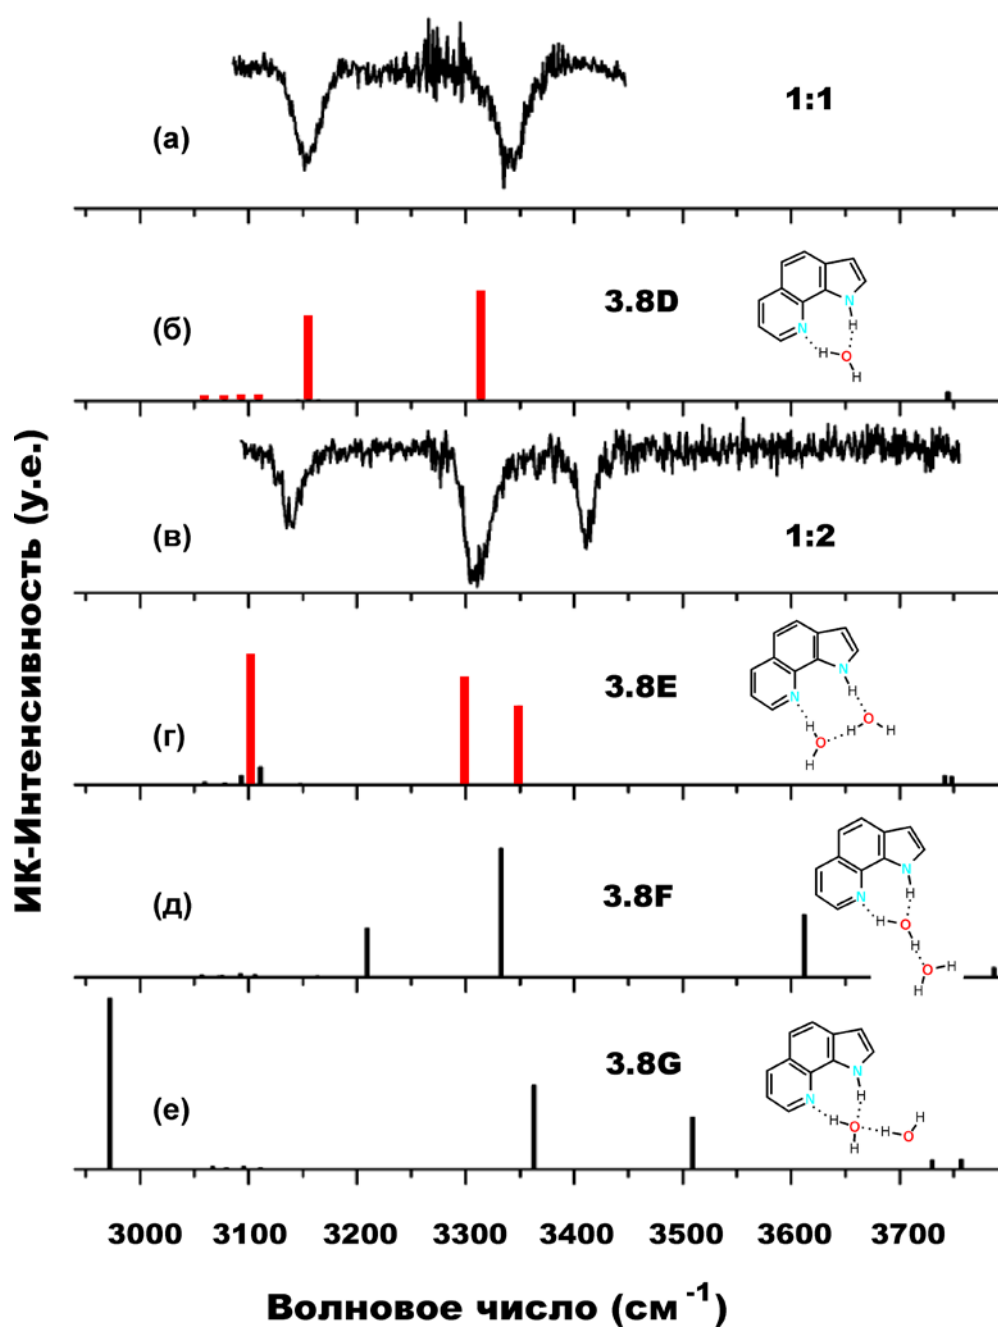 1:1
(а)
3.8D
(б)
N
N
H
H
O
H
1:2
(в)
3.8E
(г)
N
N
H
H
O
H
H
O
H
3.8F
(д)
N
N
H
H
O
H
O
H
H
3.8G
(е)
N
N
H
H
O
H
H
O
H
3000 3100 3200 3300 3400 3500 3600 3700
Волновое число (см⁻¹)
ИК-Интенсивность (у.е.)